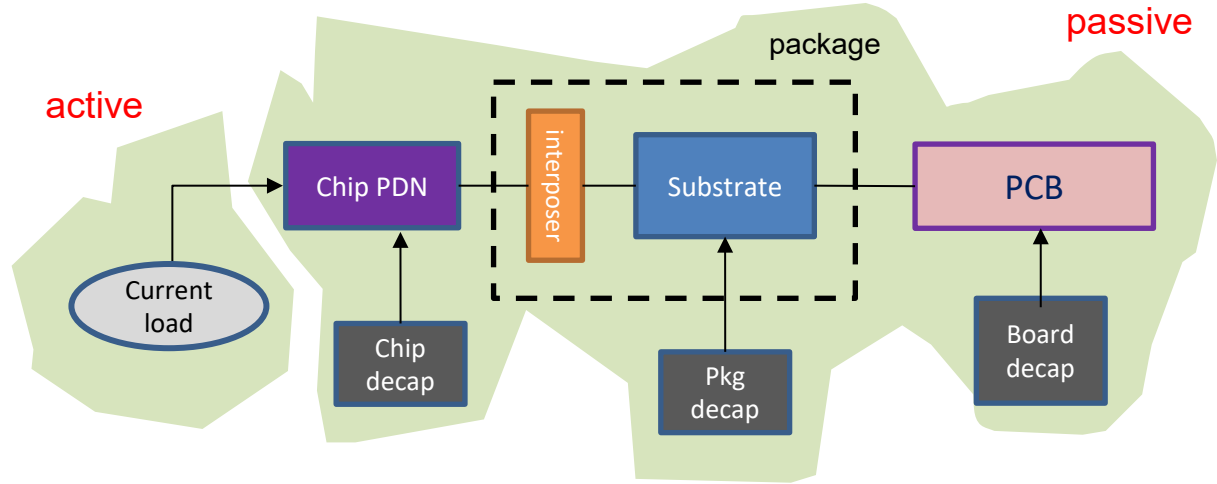 passive
package
active
interposer
Chip PDN
Substrate
PCB
Current
load
Chip
decap
Pkg
decap
Board
decap